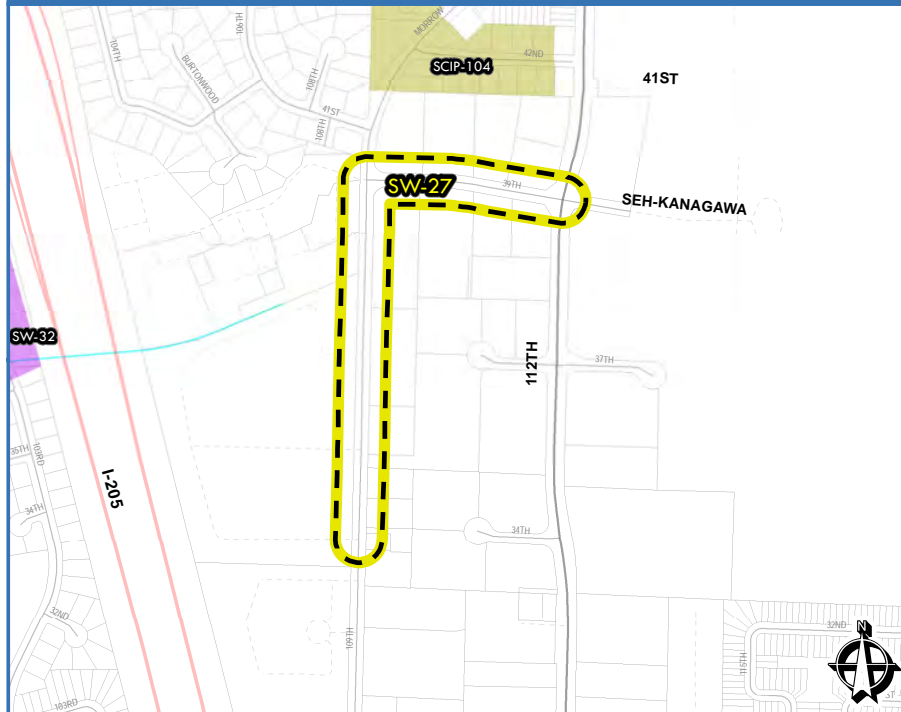 106TH
MORROW
104TH
BURTONWOOD
108TH
42ND
SCIP-104
41ST
41ST
108TH
SW-27
39TH
SEH-KANAGAWA
SW-32
112TH
37TH
35TH
103RD
I-205
34TH
34TH
32ND
109TH
32ND
115TH
N
103RD
ST